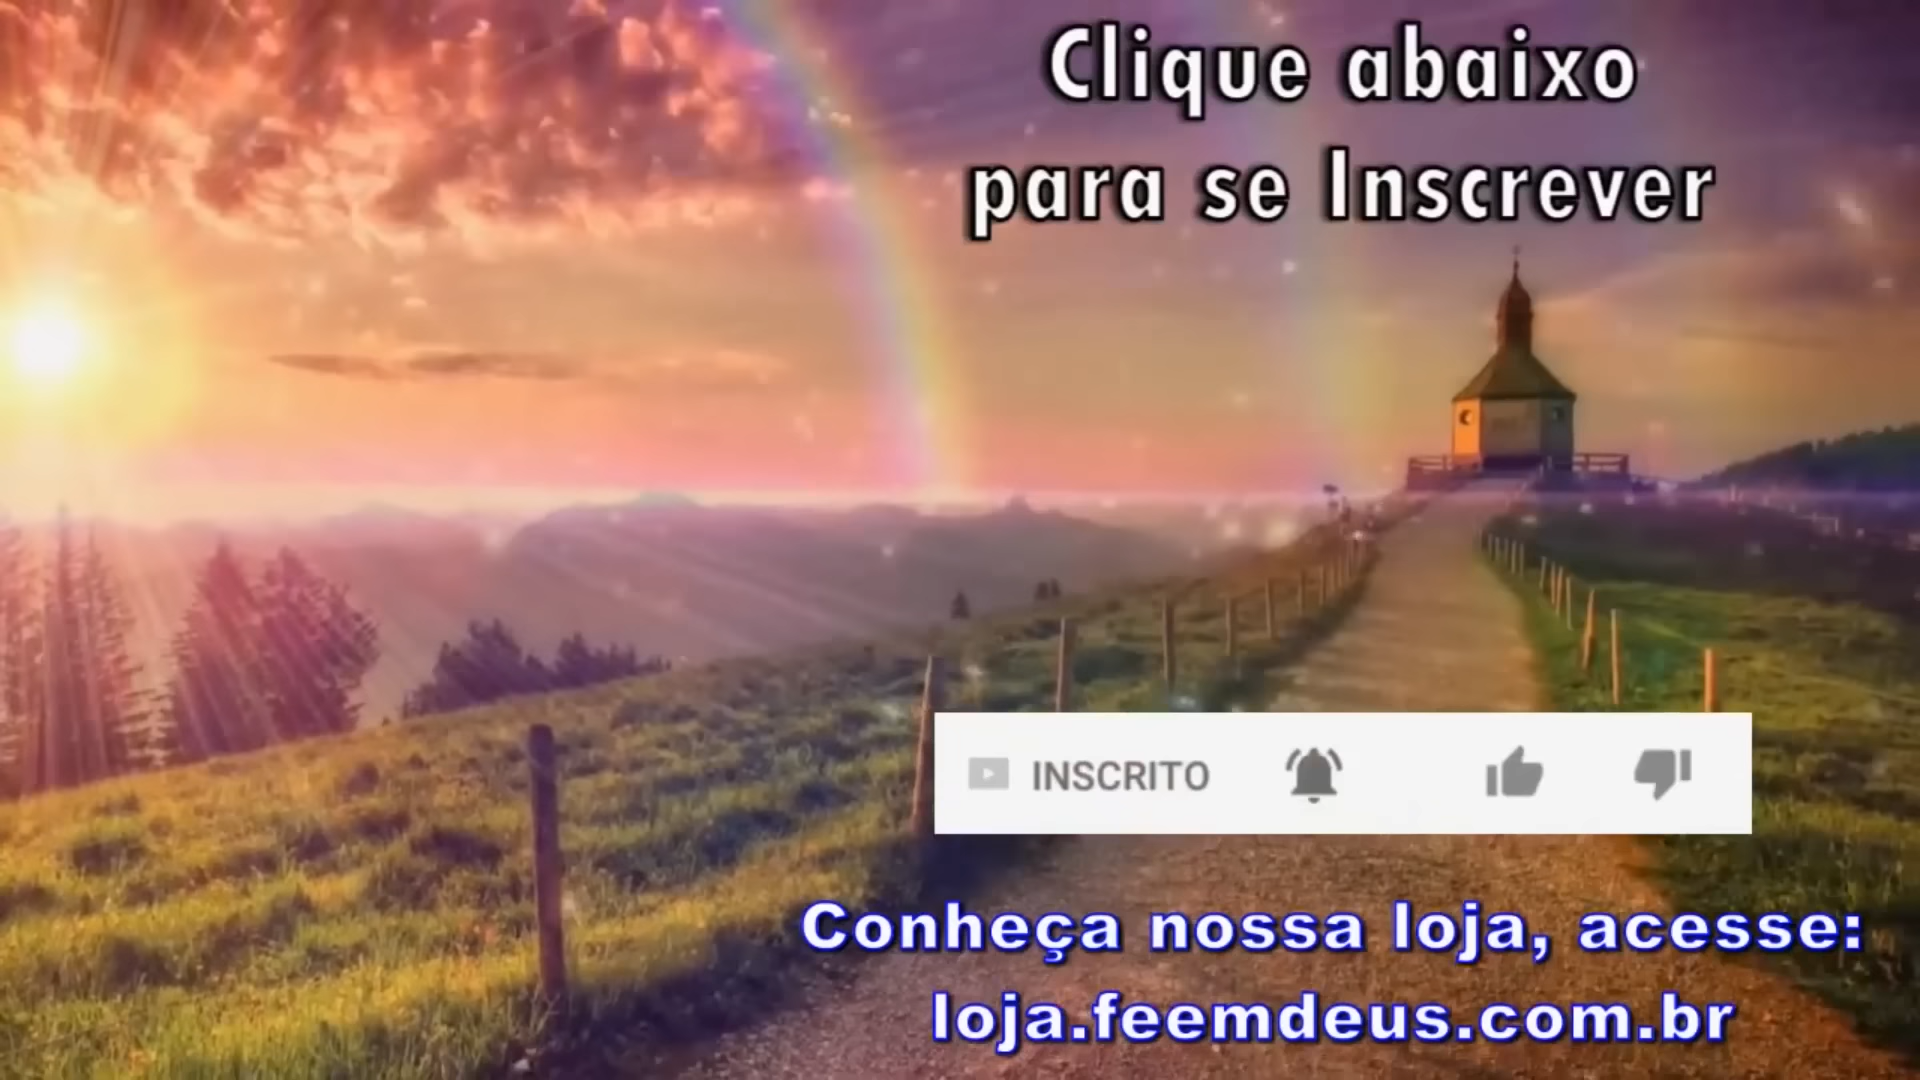 Clique abaixo
para se Inscrever
INSCRITO
Conheça nossa loja, acesse:
loja.feemdeus.com.br